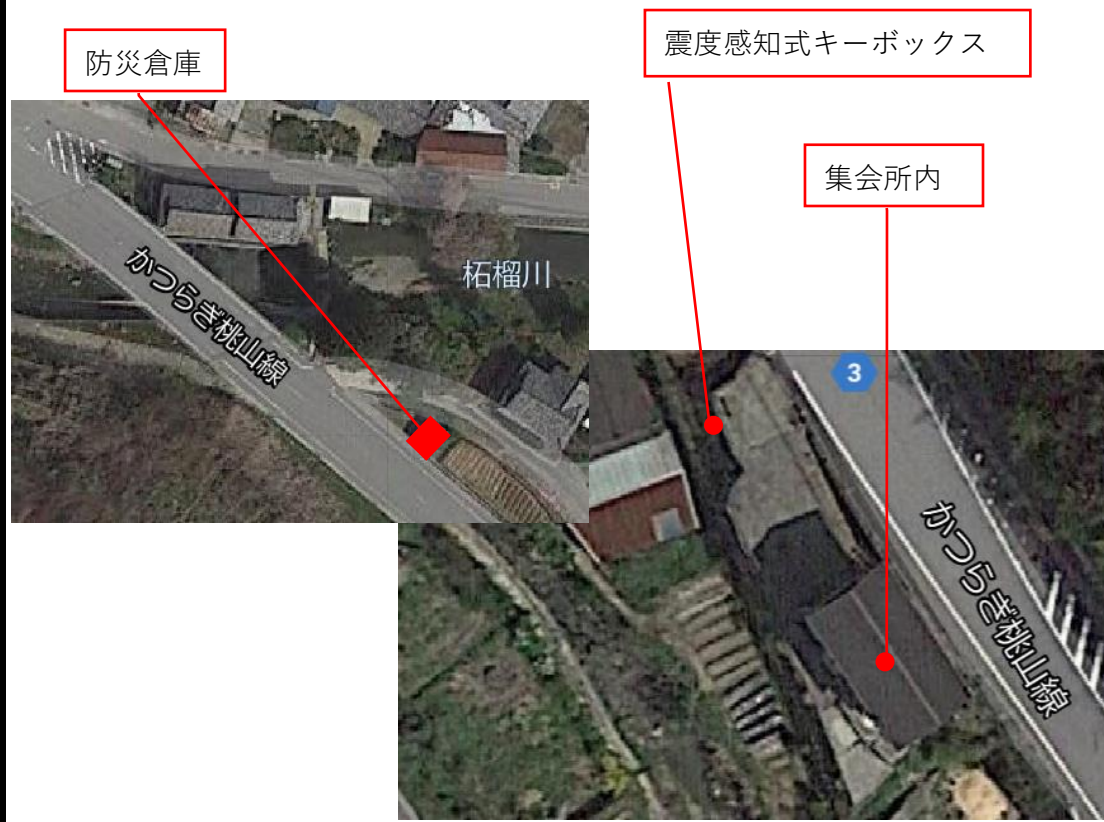 防災倉庫
震度感知式キーボックス
集会所内
かつらぎ桃山線
柘榴川
3
かつらぎ桃山線